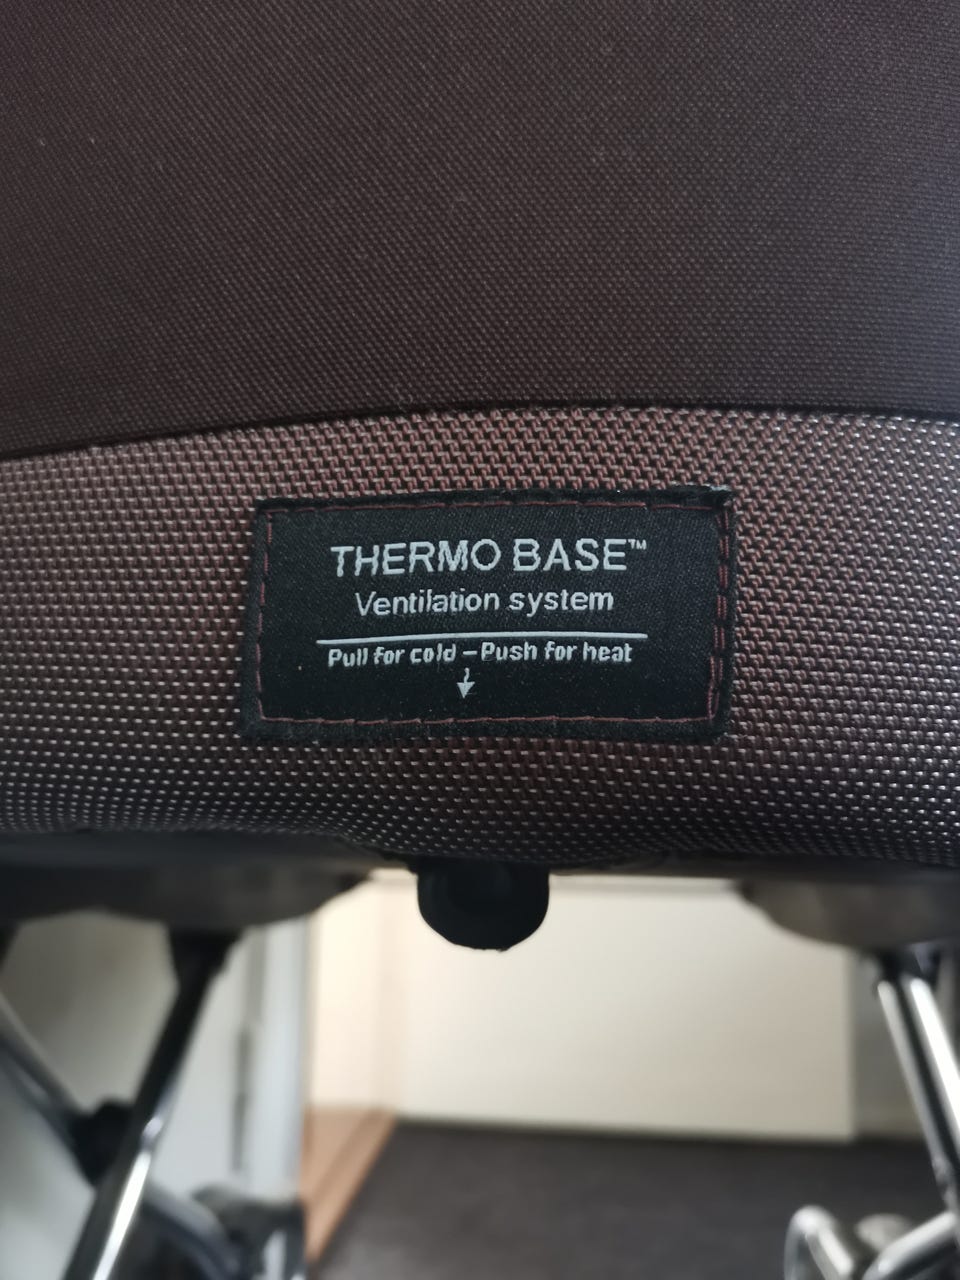 THERMO BASE™
Ventilation system
Pull for cold – Push for heat